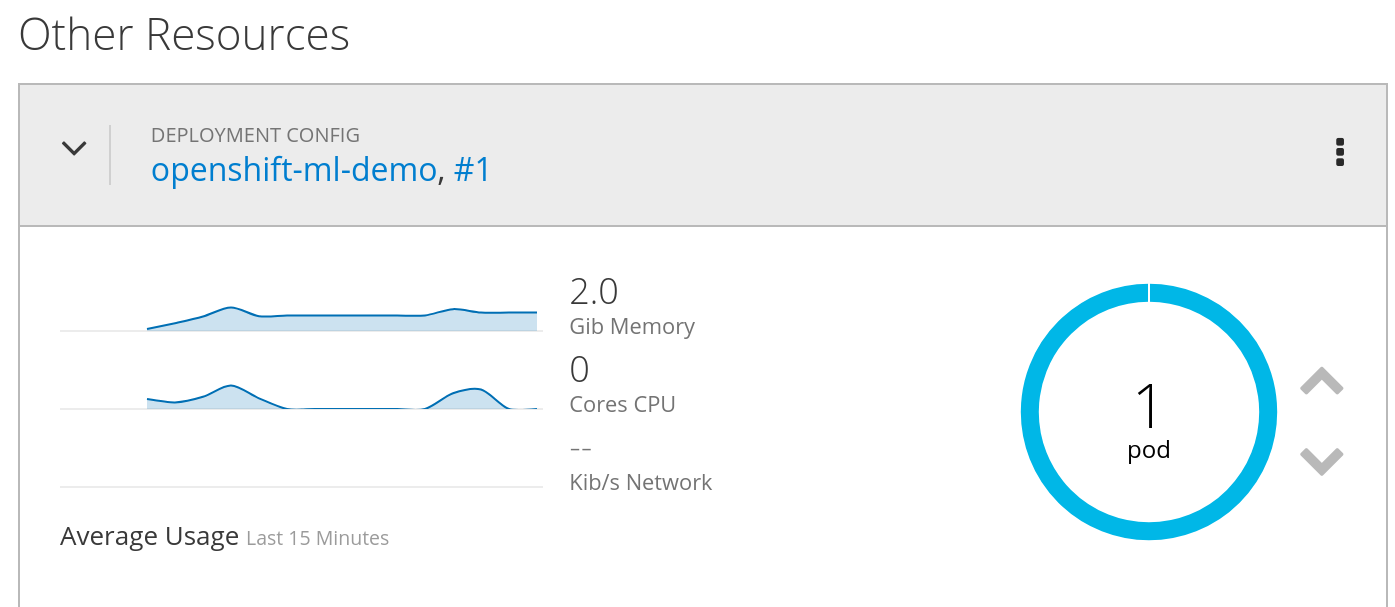 Other Resources
DEPLOYMENT CONFIG
openshift-ml-demo, #1
2.0
Gib Memory
0
Cores CPU
--
Kib/s Network
Average Usage Last 15 Minutes
1
pod